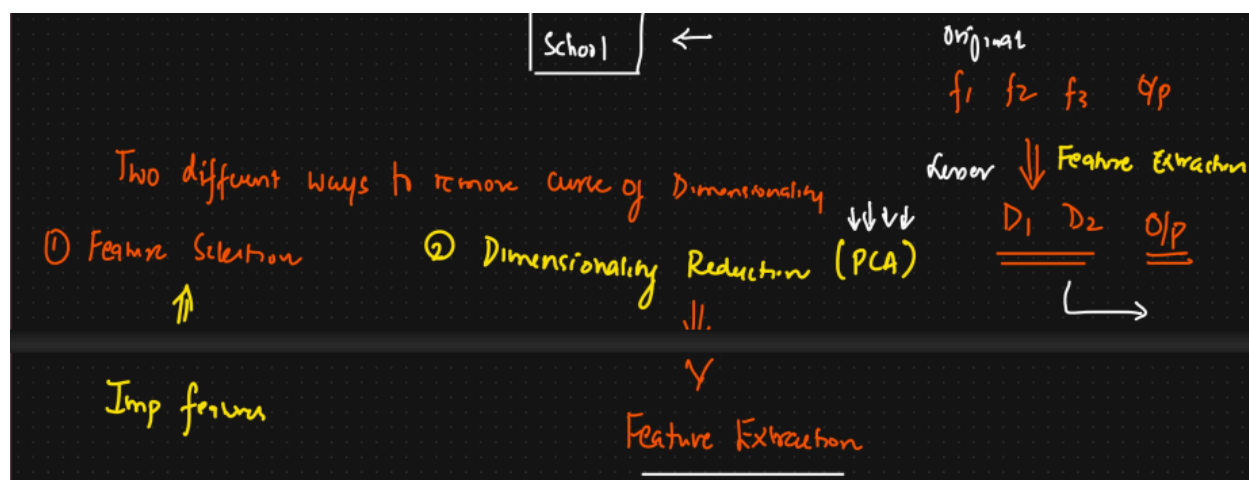 School ←
Original
f1 f2 f3 O/p
Two different ways to remove curse of Dimensionality
Lesser ⇓ Feature Extraction
① Feature Selection
② Dimensionality Reduction (PCA)
D1 D2 O/p
Imp features
Feature Extraction